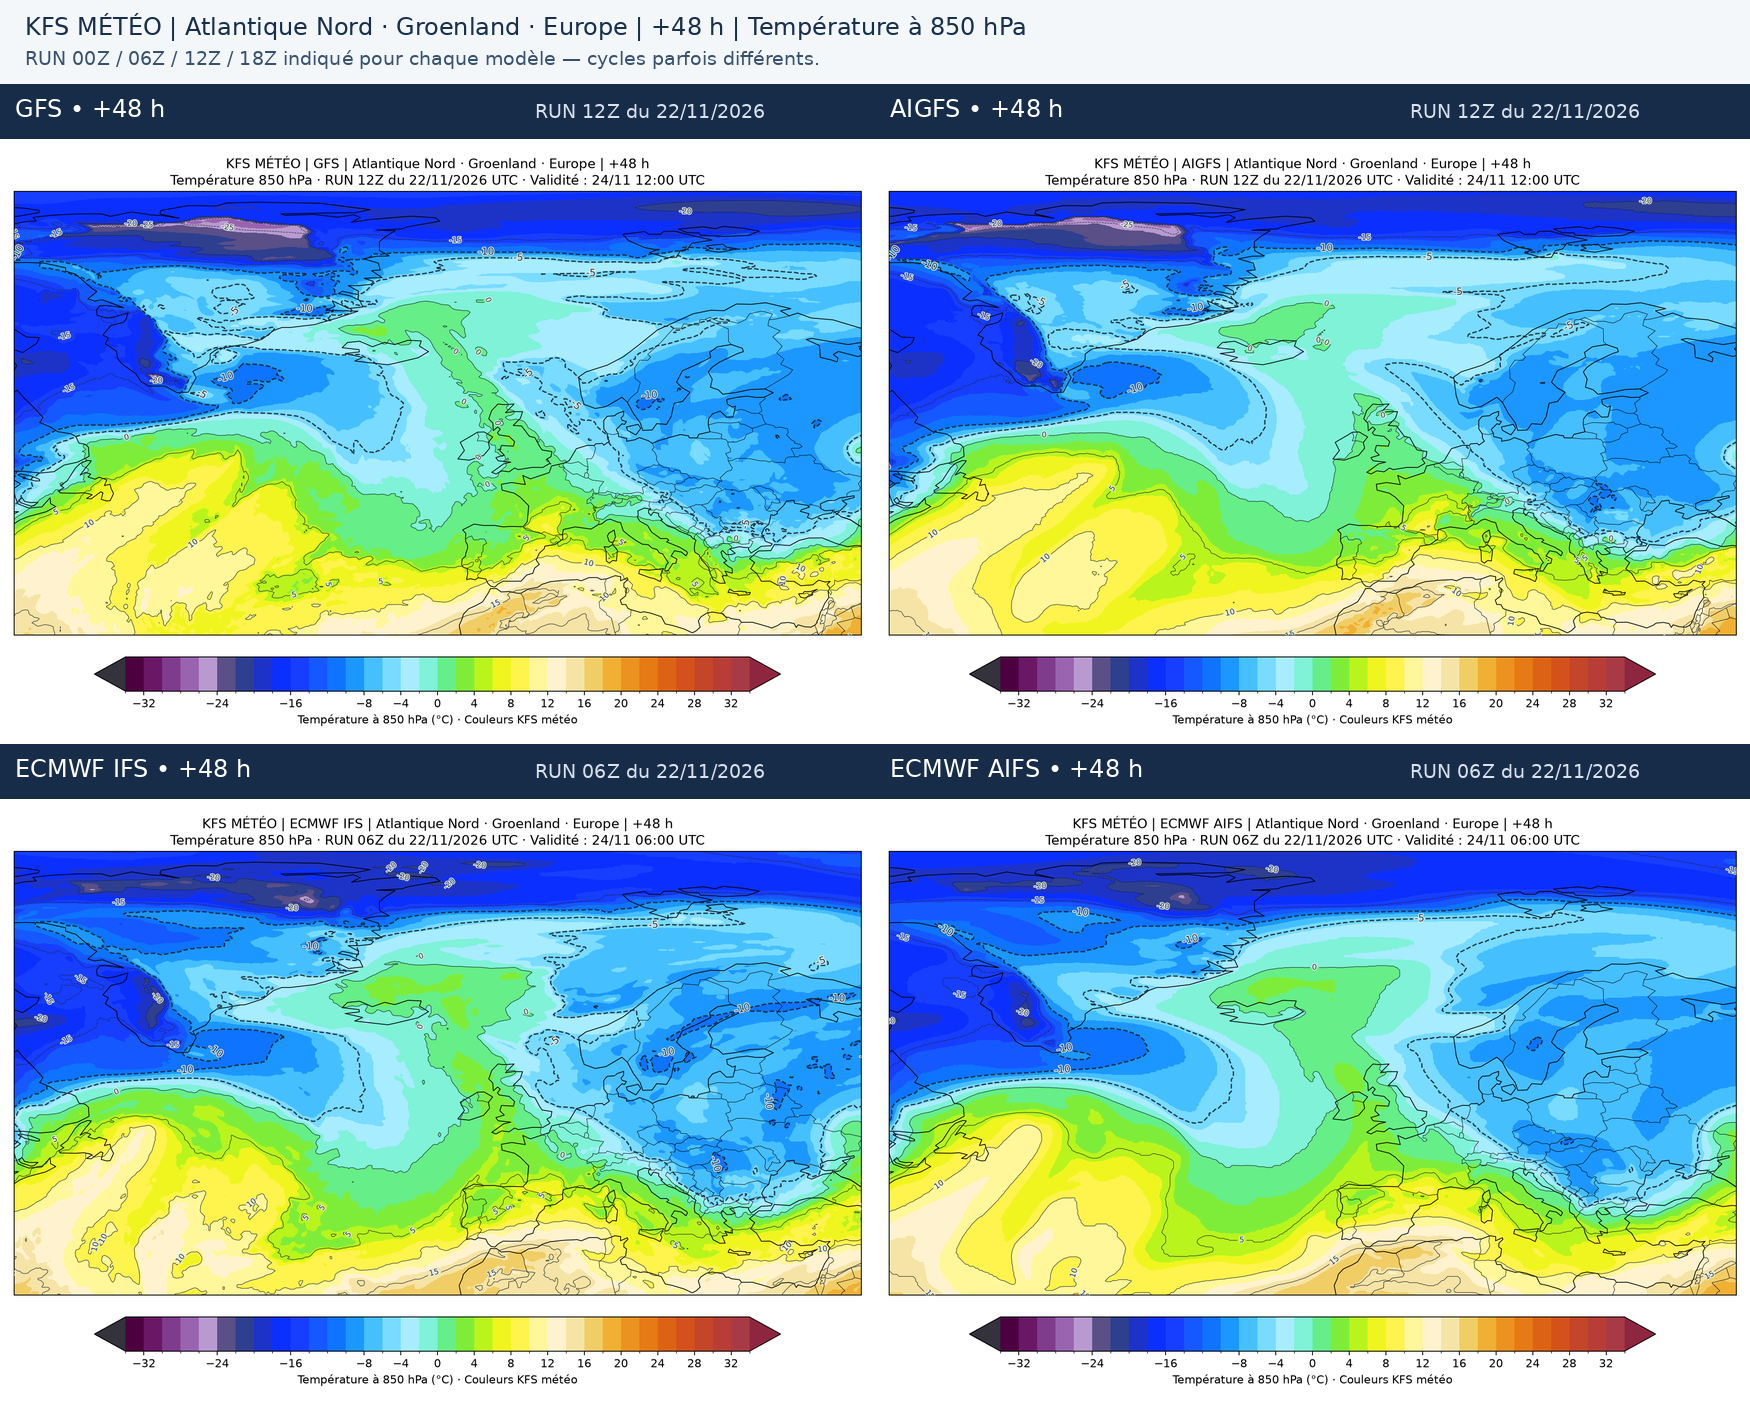 KFS MÉTÉO | Atlantique Nord · Groenland · Europe | +48 h | Température à 850 hPa
RUN 00Z / 06Z / 12Z / 18Z indiqué pour chaque modèle — cycles parfois différents.
GFS • +48 h
RUN 12Z du 22/11/2026
AIGFS • +48 h
RUN 12Z du 22/11/2026
KFS MÉTÉO | GFS | Atlantique Nord · Groenland · Europe | +48 h
Température 850 hPa · RUN 12Z du 22/11/2026 UTC · Validité : 24/11 12:00 UTC
−32 −24 −16 −8 −4 0 4 8 12 16 20 24 28 32
Température à 850 hPa (°C) · Couleurs KFS météo
KFS MÉTÉO | AIGFS | Atlantique Nord · Groenland · Europe | +48 h
Température 850 hPa · RUN 12Z du 22/11/2026 UTC · Validité : 24/11 12:00 UTC
−32 −24 −16 −8 −4 0 4 8 12 16 20 24 28 32
Température à 850 hPa (°C) · Couleurs KFS météo
ECMWF IFS • +48 h
RUN 06Z du 22/11/2026
ECMWF AIFS • +48 h
RUN 06Z du 22/11/2026
KFS MÉTÉO | ECMWF IFS | Atlantique Nord · Groenland · Europe | +48 h
Température 850 hPa · RUN 06Z du 22/11/2026 UTC · Validité : 24/11 06:00 UTC
−32 −24 −16 −8 −4 0 4 8 12 16 20 24 28 32
Température à 850 hPa (°C) · Couleurs KFS météo
KFS MÉTÉO | ECMWF AIFS | Atlantique Nord · Groenland · Europe | +48 h
Température 850 hPa · RUN 06Z du 22/11/2026 UTC · Validité : 24/11 06:00 UTC
−32 −24 −16 −8 −4 0 4 8 12 16 20 24 28 32
Température à 850 hPa (°C) · Couleurs KFS météo